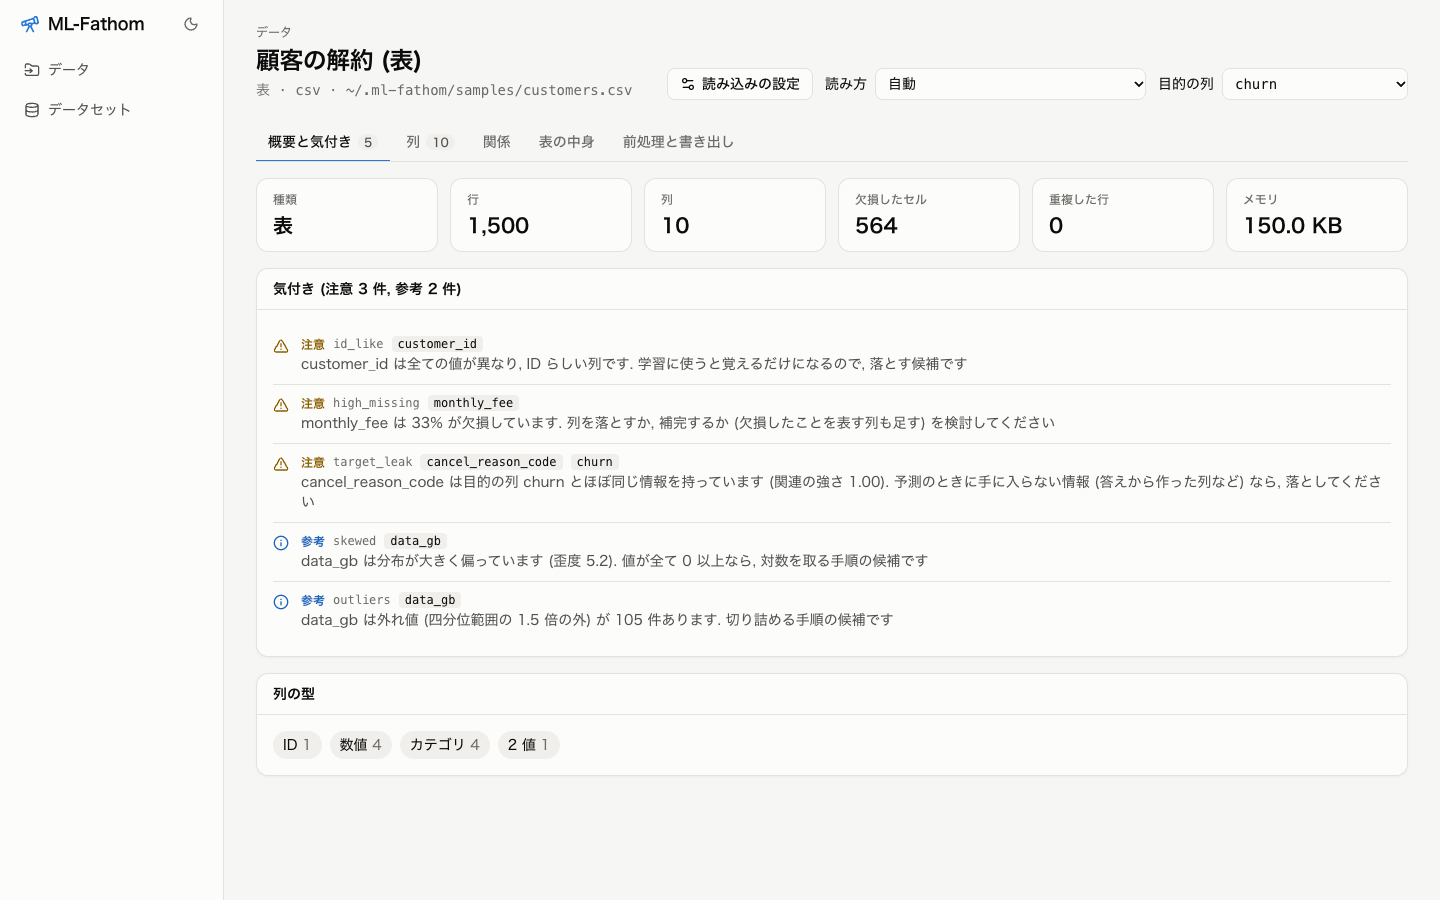 ML-Fathom
データ
データセット
データ
顧客の解約 (表)
表 · csv · ~/.ml-fathom/samples/customers.csv
読み込みの設定
読み方
自動
目的の列
churn
概要と気付き 5
列 10
関係
表の中身
前処理と書き出し
種類
表
行
1,500
列
10
欠損したセル
564
重複した行
0
メモリ
150.0 KB
気付き (注意 3 件, 参考 2 件)
注意 id_like customer_id
customer_id は全ての値が異なり, ID らしい列です. 学習に使うと覚えるだけになるので, 落とす候補です
注意 high_missing monthly_fee
monthly_fee は 33% が欠損しています. 列を落とすか, 補完するか (欠損したことを表す列も足す) を検討してください
注意 target_leak cancel_reason_code churn
cancel_reason_code は目的の列 churn とほぼ同じ情報を持っています (関連の強さ 1.00). 予測のときに手に入らない情報 (答えから作った列など) なら, 落としてくださ
い
参考 skewed data_gb
data_gb は分布が大きく偏っています (歪度 5.2). 値が全て 0 以上なら, 対数を取る手順の候補です
参考 outliers data_gb
data_gb は外れ値 (四分位範囲の 1.5 倍の外) が 105 件あります. 切り詰める手順の候補です
列の型
ID 1
数値 4
カテゴリ 4
2 値 1